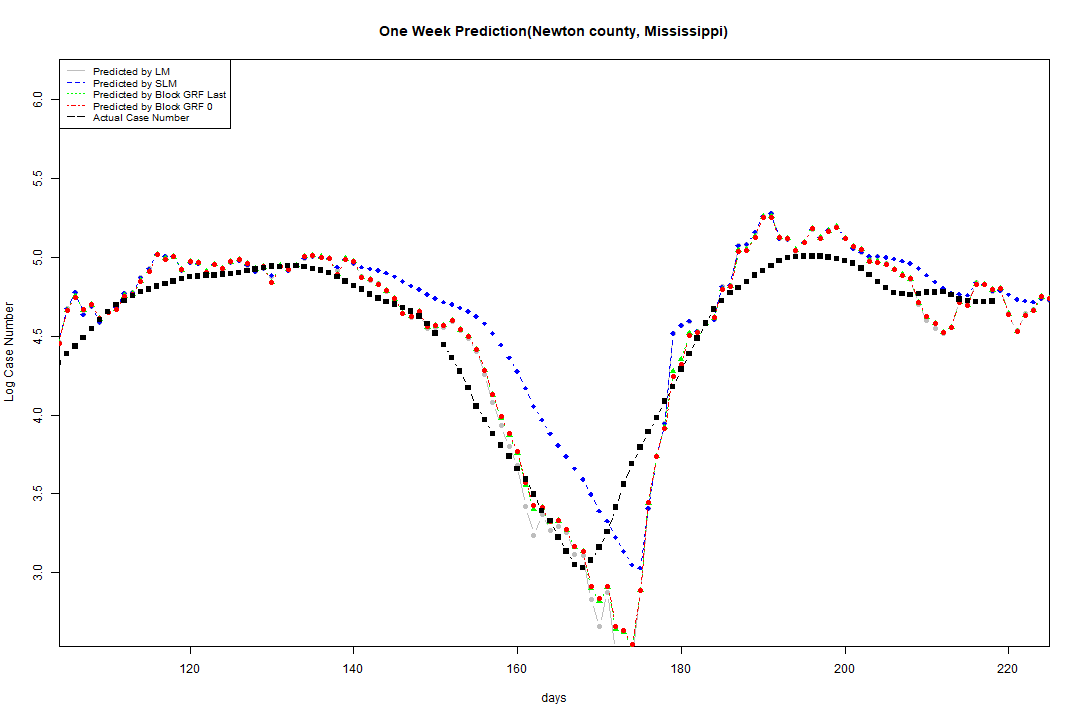 One Week Prediction(Newton county, Mississippi)
Predicted by LM
Predicted by SLM
Predicted by Block GRF Last
Predicted by Block GRF 0
Actual Case Number
Log Case Number
6.0
5.5
5.0
4.5
4.0
3.5
3.0
120 140 160 180 200 220
days